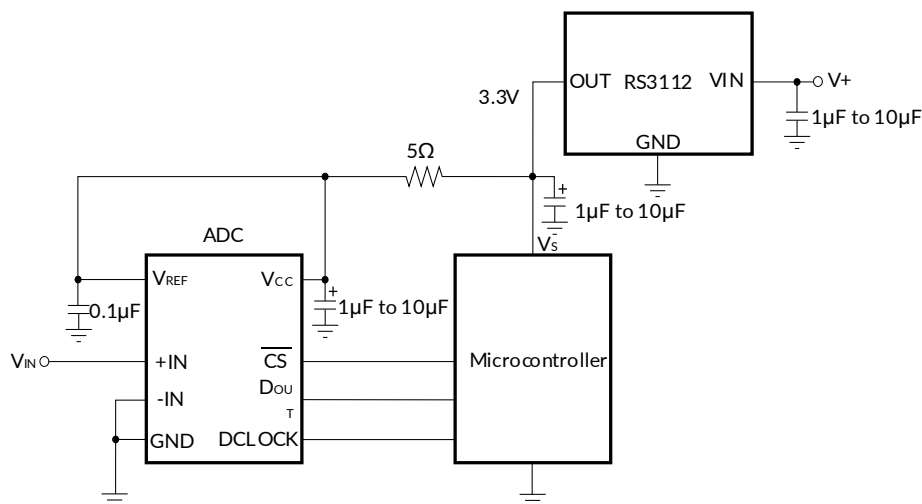 OUT RS3112 VIN
V+
3.3V
1µF to 10µF
GND
5Ω
1µF to 10µF
ADC
VS
VREF
VCC
0.1µF
1µF to 10µF
VIN
+IN
CS
Microcontroller
-IN
DOU
T
GND
DCLOCK